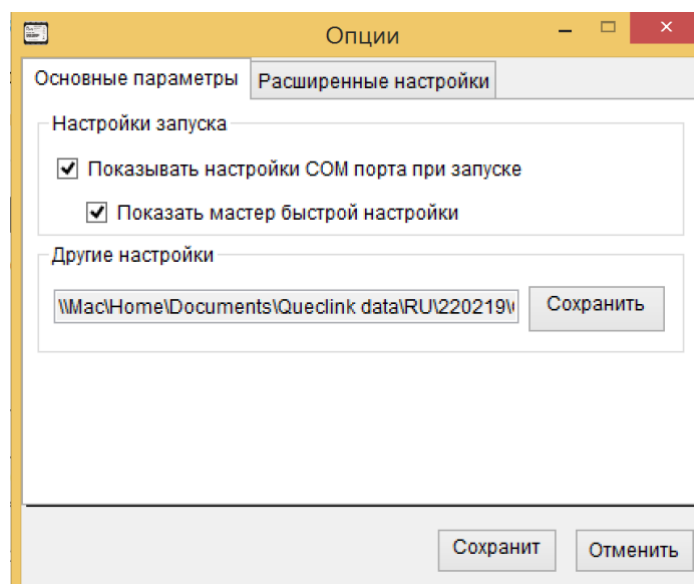 Опции
Основные параметры Расширенные настройки
Настройки запуска
Показывать настройки COM порта при запуске
Показать мастер быстрой настройки
Другие настройки
\\Mac\Home\Documents\Queclink data\RU\220219\ Сохранить
Сохранит Отменить